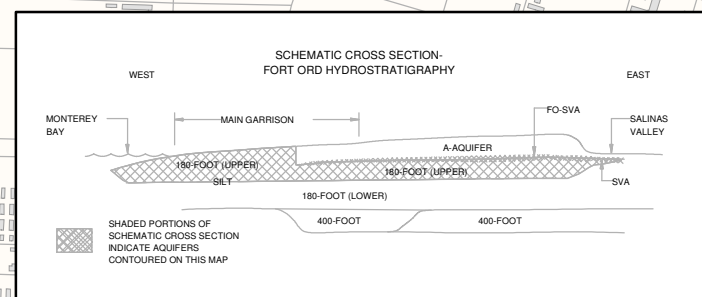 SCHEMATIC CROSS SECTION-
FORT ORD HYDROSTRATIGRAPHY
WEST
EAST
MONTEREY
BAY
MAIN GARRISON
FO-SVA
SALINAS
VALLEY
A-AQUIFER
180-FOOT (UPPER)
180-FOOT (UPPER)
SILT
SVA
180-FOOT (LOWER)
400-FOOT
400-FOOT
SHADED PORTIONS OF
SCHEMATIC CROSS SECTION
INDICATE AQUIFERS
CONTOURED ON THIS MAP